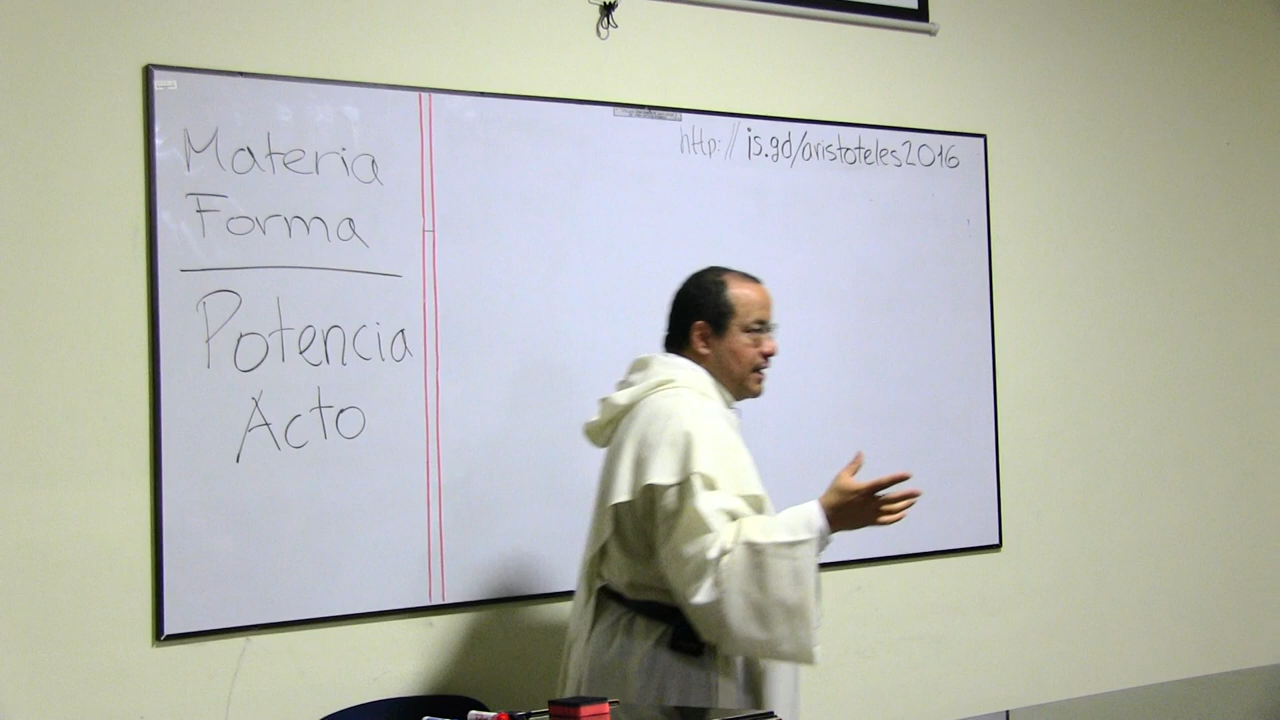 Materia
Forma
Potencia
Acto
http://is.gd/aristoteles2016